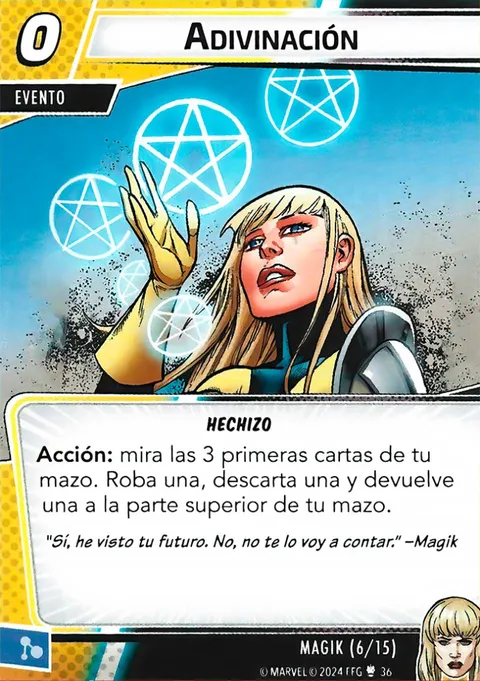 0
ADIVINACIÓN
EVENTO
HECHIZO
Acción: mira las 3 primeras cartas de tu
mazo. Roba una, descarta una y devuelve
una a la parte superior de tu mazo.
"Sí, he visto tu futuro. No, no te lo voy a contar." –Magik
MAGIK (6/15)
© MARVEL © 2024 FFG 36